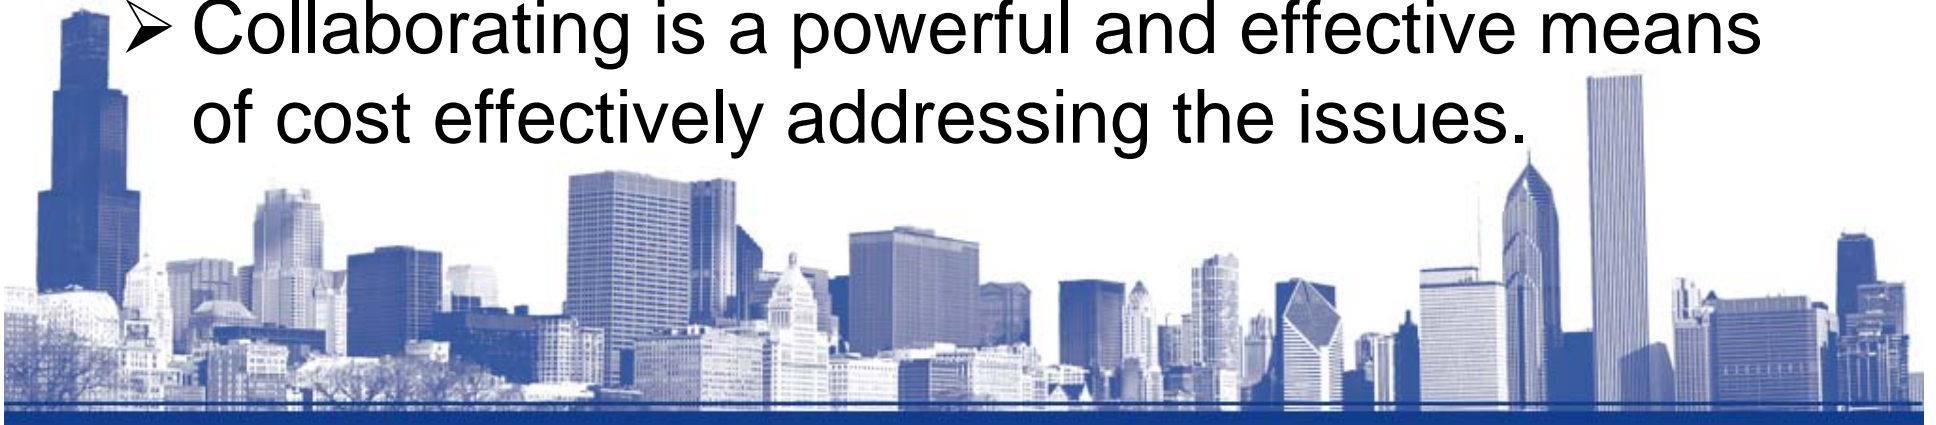 ➢ Collaborating is a powerful and effective means
of cost effectively addressing the issues.